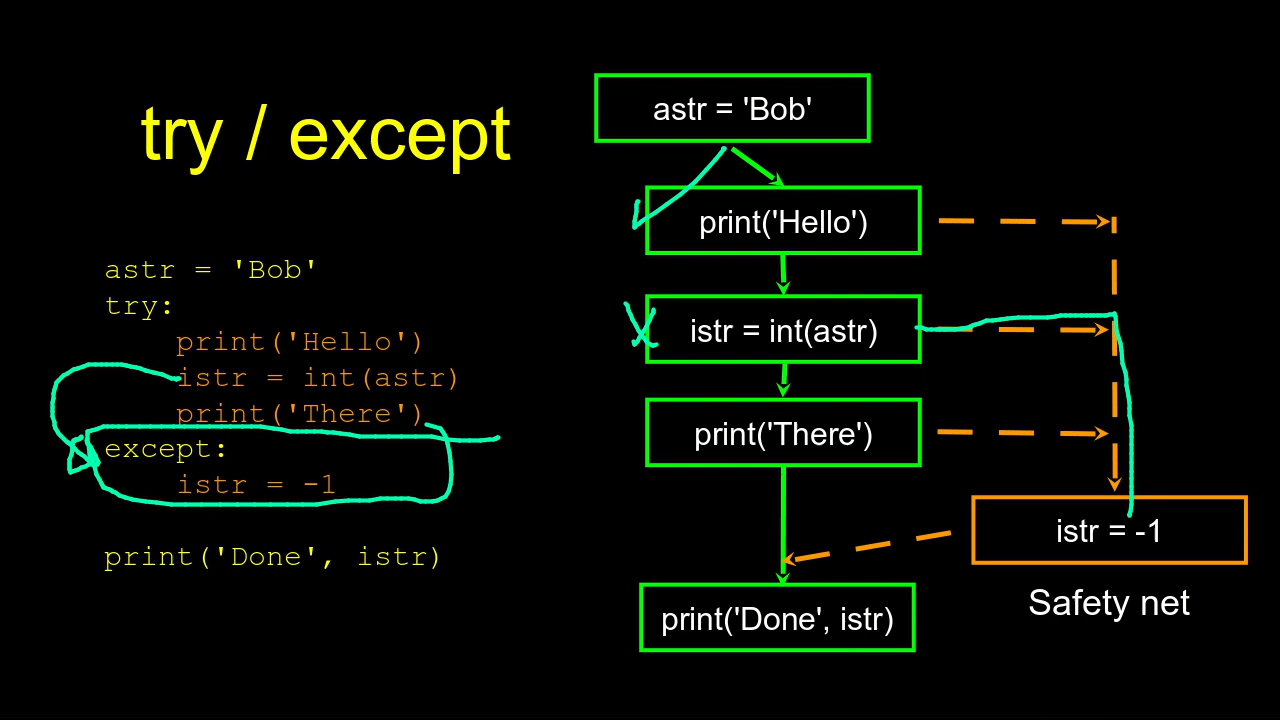 try / except
astr = 'Bob'
try:
    print('Hello')
    istr = int(astr)
    print('There')
except:
    istr = -1
print('Done', istr)
astr = 'Bob'
print('Hello')
istr = int(astr)
print('There')
istr = -1
Safety net
print('Done', istr)